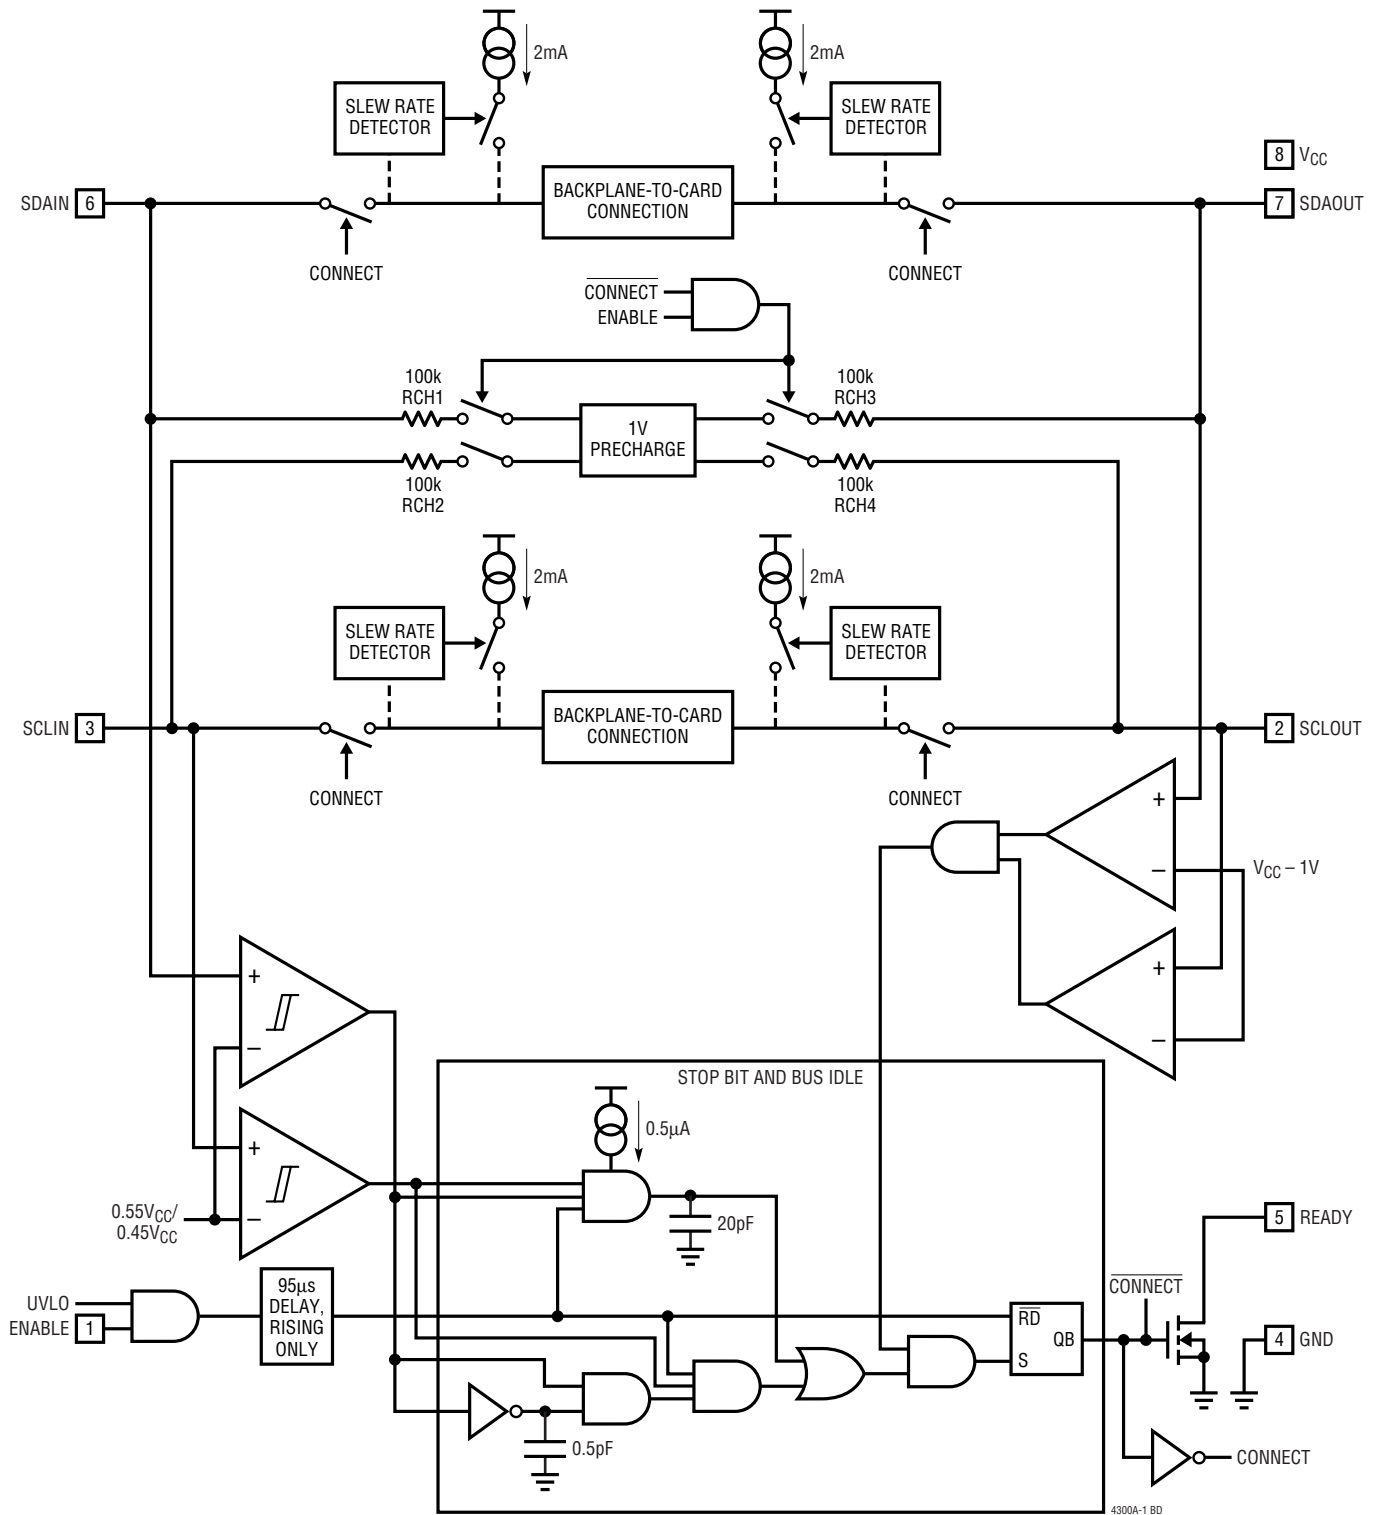 2mA
2mA
SLEW RATE
DETECTOR
SLEW RATE
DETECTOR
8 VCC
SDAIN 6
BACKPLANE-TO-CARD
CONNECTION
7 SDAOUT
CONNECT
CONNECT
CONNECT
ENABLE
100k
RCH1
100k
RCH3
1V
PRECHARGE
100k
RCH2
100k
RCH4
2mA
2mA
SLEW RATE
DETECTOR
SLEW RATE
DETECTOR
SCLIN 3
BACKPLANE-TO-CARD
CONNECTION
2 SCLOUT
CONNECT
CONNECT
+
–
VCC – 1V
+
–
+
–
STOP BIT AND BUS IDLE
0.5µA
+
–
0.55VCC/
0.45VCC
20pF
5 READY
UVLO
ENABLE 1
95µs
DELAY,
RISING
ONLY
CONNECT
RD
QB
S
4 GND
0.5pF
CONNECT
4300A-1 BD